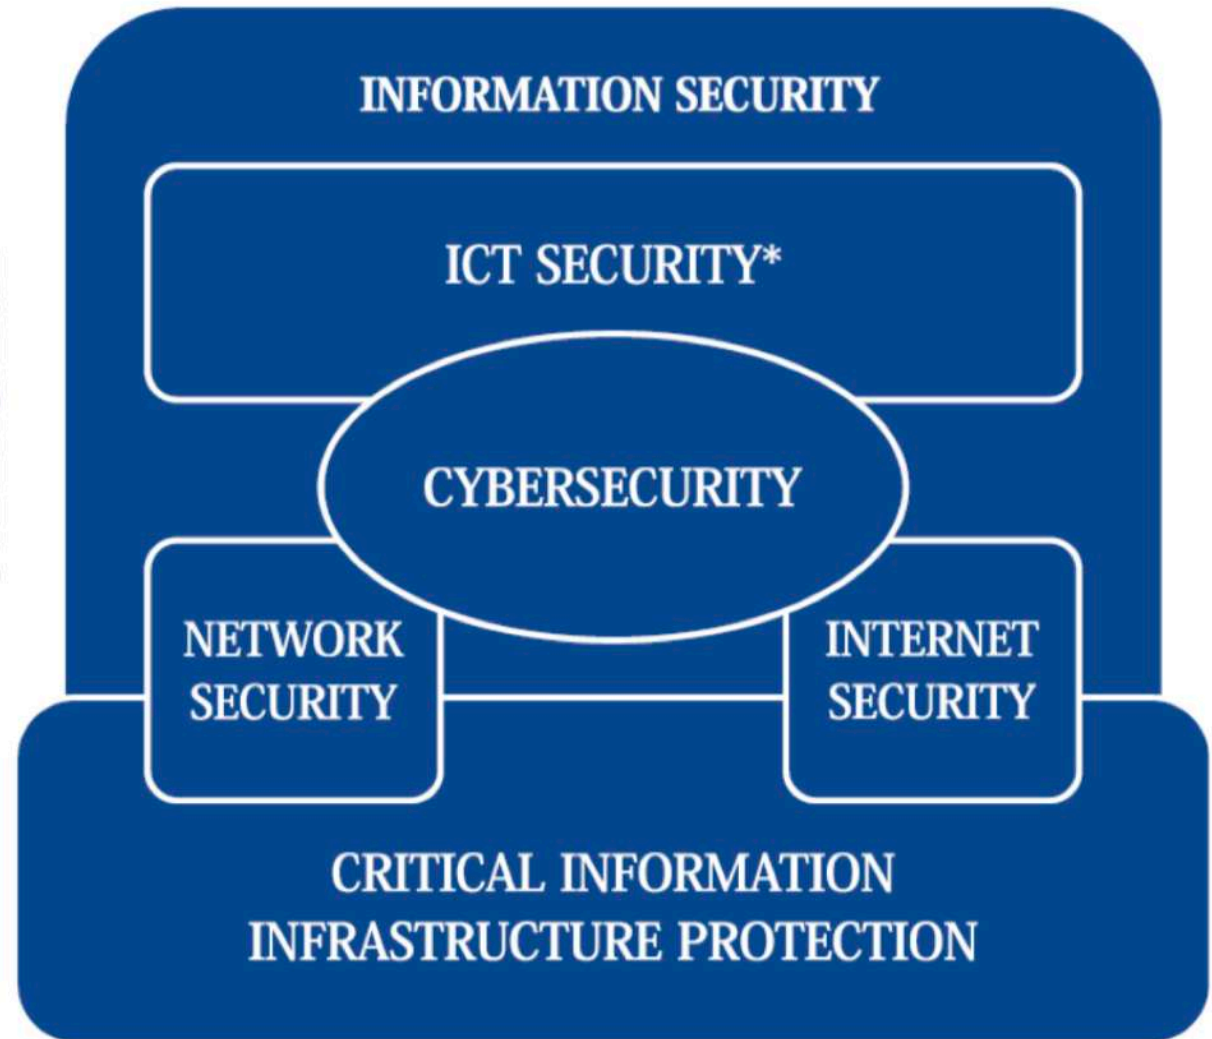 INFORMATION SECURITY
ICT SECURITY*
CYBERSECURITY
NETWORK
SECURITY
INTERNET
SECURITY
CRITICAL INFORMATION
INFRASTRUCTURE PROTECTION